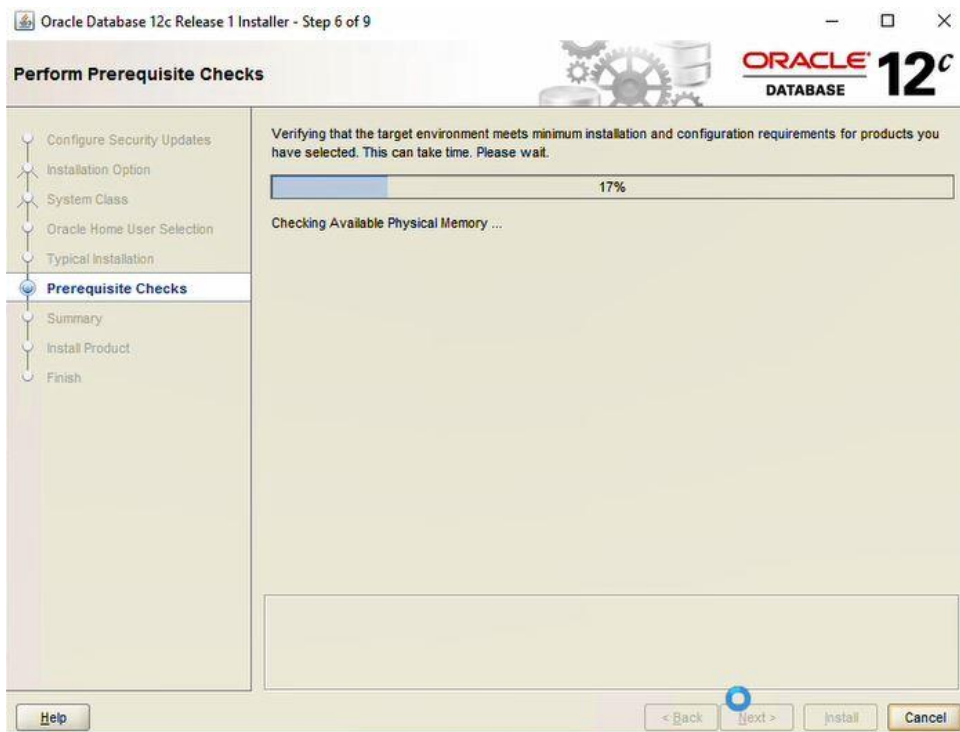 Oracle Database 12c Release 1 Installer - Step 6 of 9
Perform Prerequisite Checks
ORACLE
DATABASE
12c
Configure Security Updates
Installation Option
System Class
Oracle Home User Selection
Typical Installation
Prerequisite Checks
Summary
Install Product
Finish
Verifying that the target environment meets minimum installation and configuration requirements for products you
have selected. This can take time. Please wait.
17%
Checking Available Physical Memory ...
Help
< Back
Next >
Install
Cancel